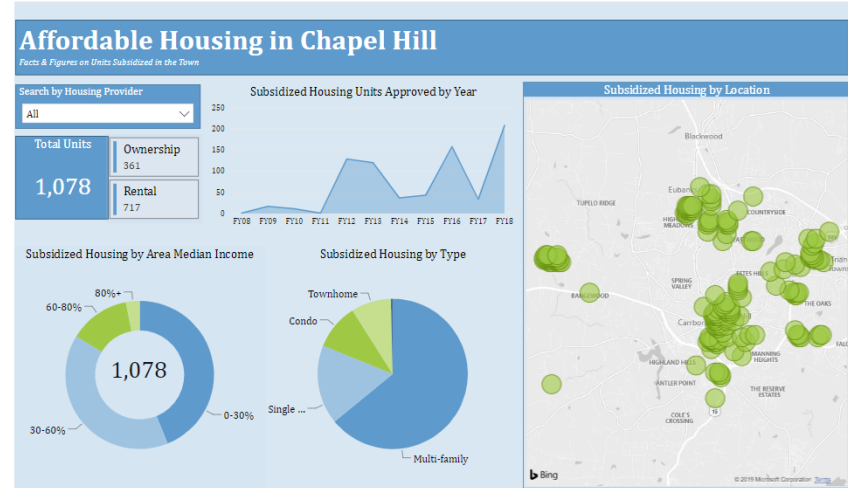 Affordable Housing in Chapel Hill
Facts & Figures on Units Subsidized in the Town
Search by Housing Provider
All
Total Units
1,078
Ownership
361
Rental
717
Subsidized Housing Units Approved by Year
250
200
150
100
50
0
FY08 FY09 FY10 FY11 FY12 FY13 FY14 FY15 FY16 FY17 FY18
Subsidized Housing by Area Median Income
80%+
60-80%
1,078
0-30%
30-60%
Subsidized Housing by Type
Townhome
Condo
Single ...
Multi-family
Subsidized Housing by Location
Blackwood
Eubanks
TUPELO RIDGE
COUNTRYSIDE
HIGH
MEADOWS
SPRING
VALLEY
ESTES HILLS
THE OAKS
Carrbor
MANNING
HEIGHTS
HIGHLAND HILLS
ANTLER POINT
THE RESERVE
ESTATES
COLE'S
CROSSING
15
Bing
© 2019 Microsoft Corporation Terms